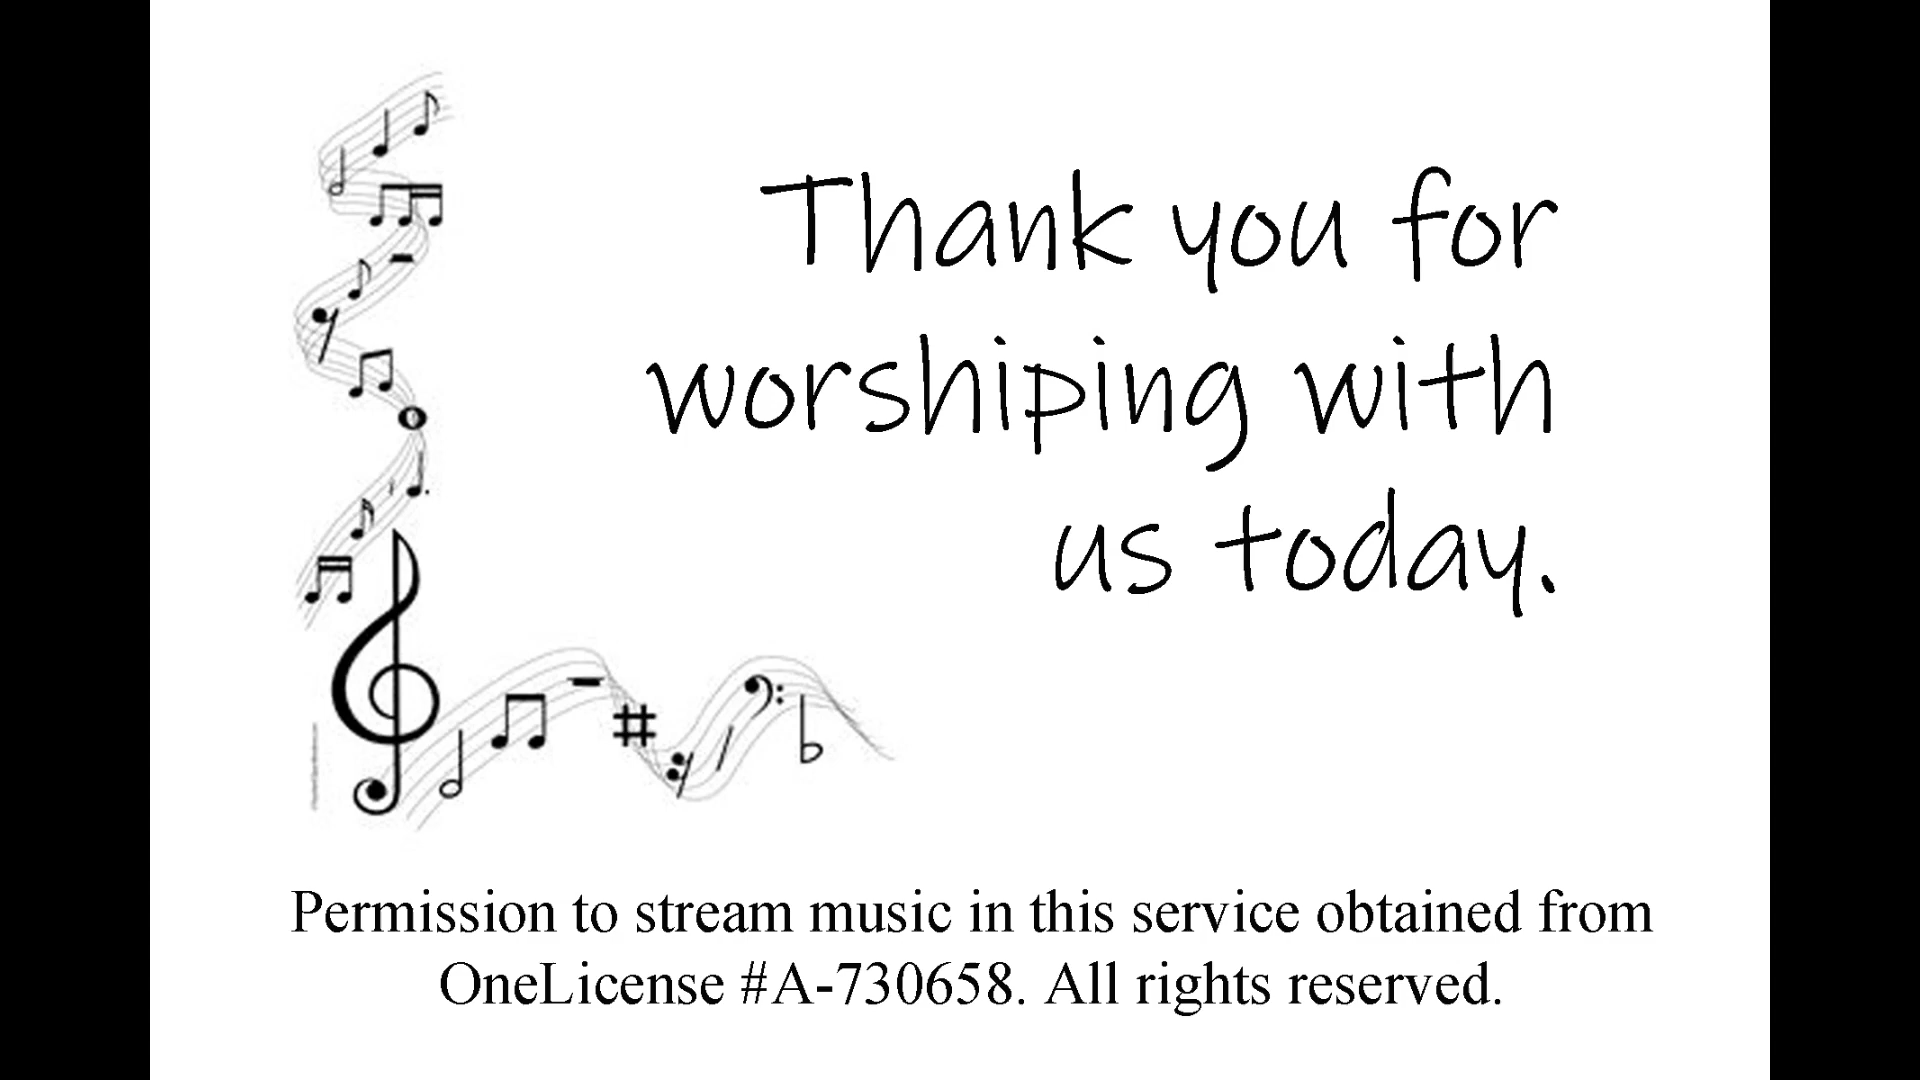 Thank you for
worshiping with
us today.
Permission to stream music in this service obtained from
OneLicense #A-730658. All rights reserved.